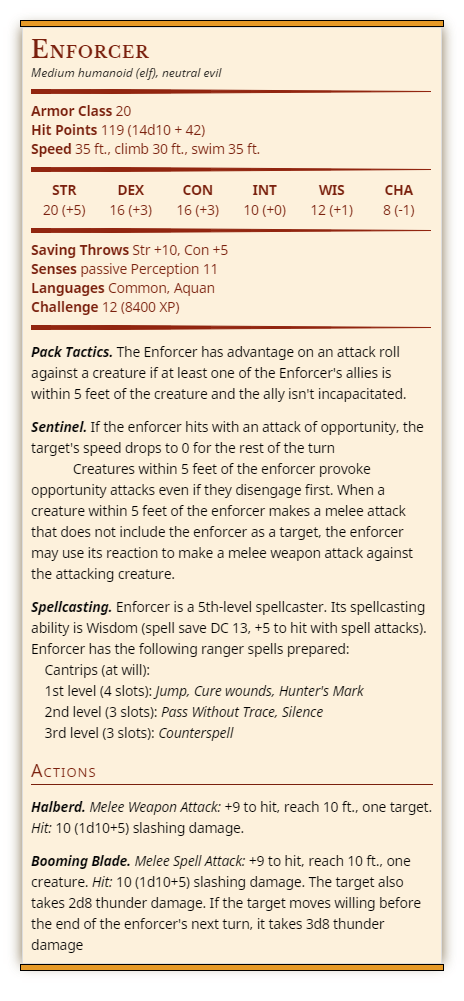 Enforcer
Medium humanoid (elf), neutral evil
Armor Class 20
Hit Points 119 (14d10 + 42)
Speed 35 ft., climb 30 ft., swim 35 ft.
STR DEX CON INT WIS CHA
20 (+5) 16 (+3) 16 (+3) 10 (+0) 12 (+1) 8 (-1)
Saving Throws Str +10, Con +5
Senses passive Perception 11
Languages Common, Aquan
Challenge 12 (8400 XP)
Pack Tactics. The Enforcer has advantage on an attack roll
against a creature if at least one of the Enforcer's allies is
within 5 feet of the creature and the ally isn't incapacitated.
Sentinel. If the enforcer hits with an attack of opportunity, the
target's speed drops to 0 for the rest of the turn
Creatures within 5 feet of the enforcer provoke
opportunity attacks even if they disengage first. When a
creature within 5 feet of the enforcer makes a melee attack
that does not include the enforcer as a target, the enforcer
may use its reaction to make a melee weapon attack against
the attacking creature.
Spellcasting. Enforcer is a 5th-level spellcaster. Its spellcasting
ability is Wisdom (spell save DC 13, +5 to hit with spell attacks).
Enforcer has the following ranger spells prepared:
Cantrips (at will):
1st level (4 slots): Jump, Cure wounds, Hunter's Mark
2nd level (3 slots): Pass Without Trace, Silence
3rd level (3 slots): Counterspell
Actions
Halberd. Melee Weapon Attack: +9 to hit, reach 10 ft., one target.
Hit: 10 (1d10+5) slashing damage.
Booming Blade. Melee Spell Attack: +9 to hit, reach 10 ft., one
creature. Hit: 10 (1d10+5) slashing damage. The target also
takes 2d8 thunder damage. If the target moves willing before
the end of the enforcer's next turn, it takes 3d8 thunder
damage